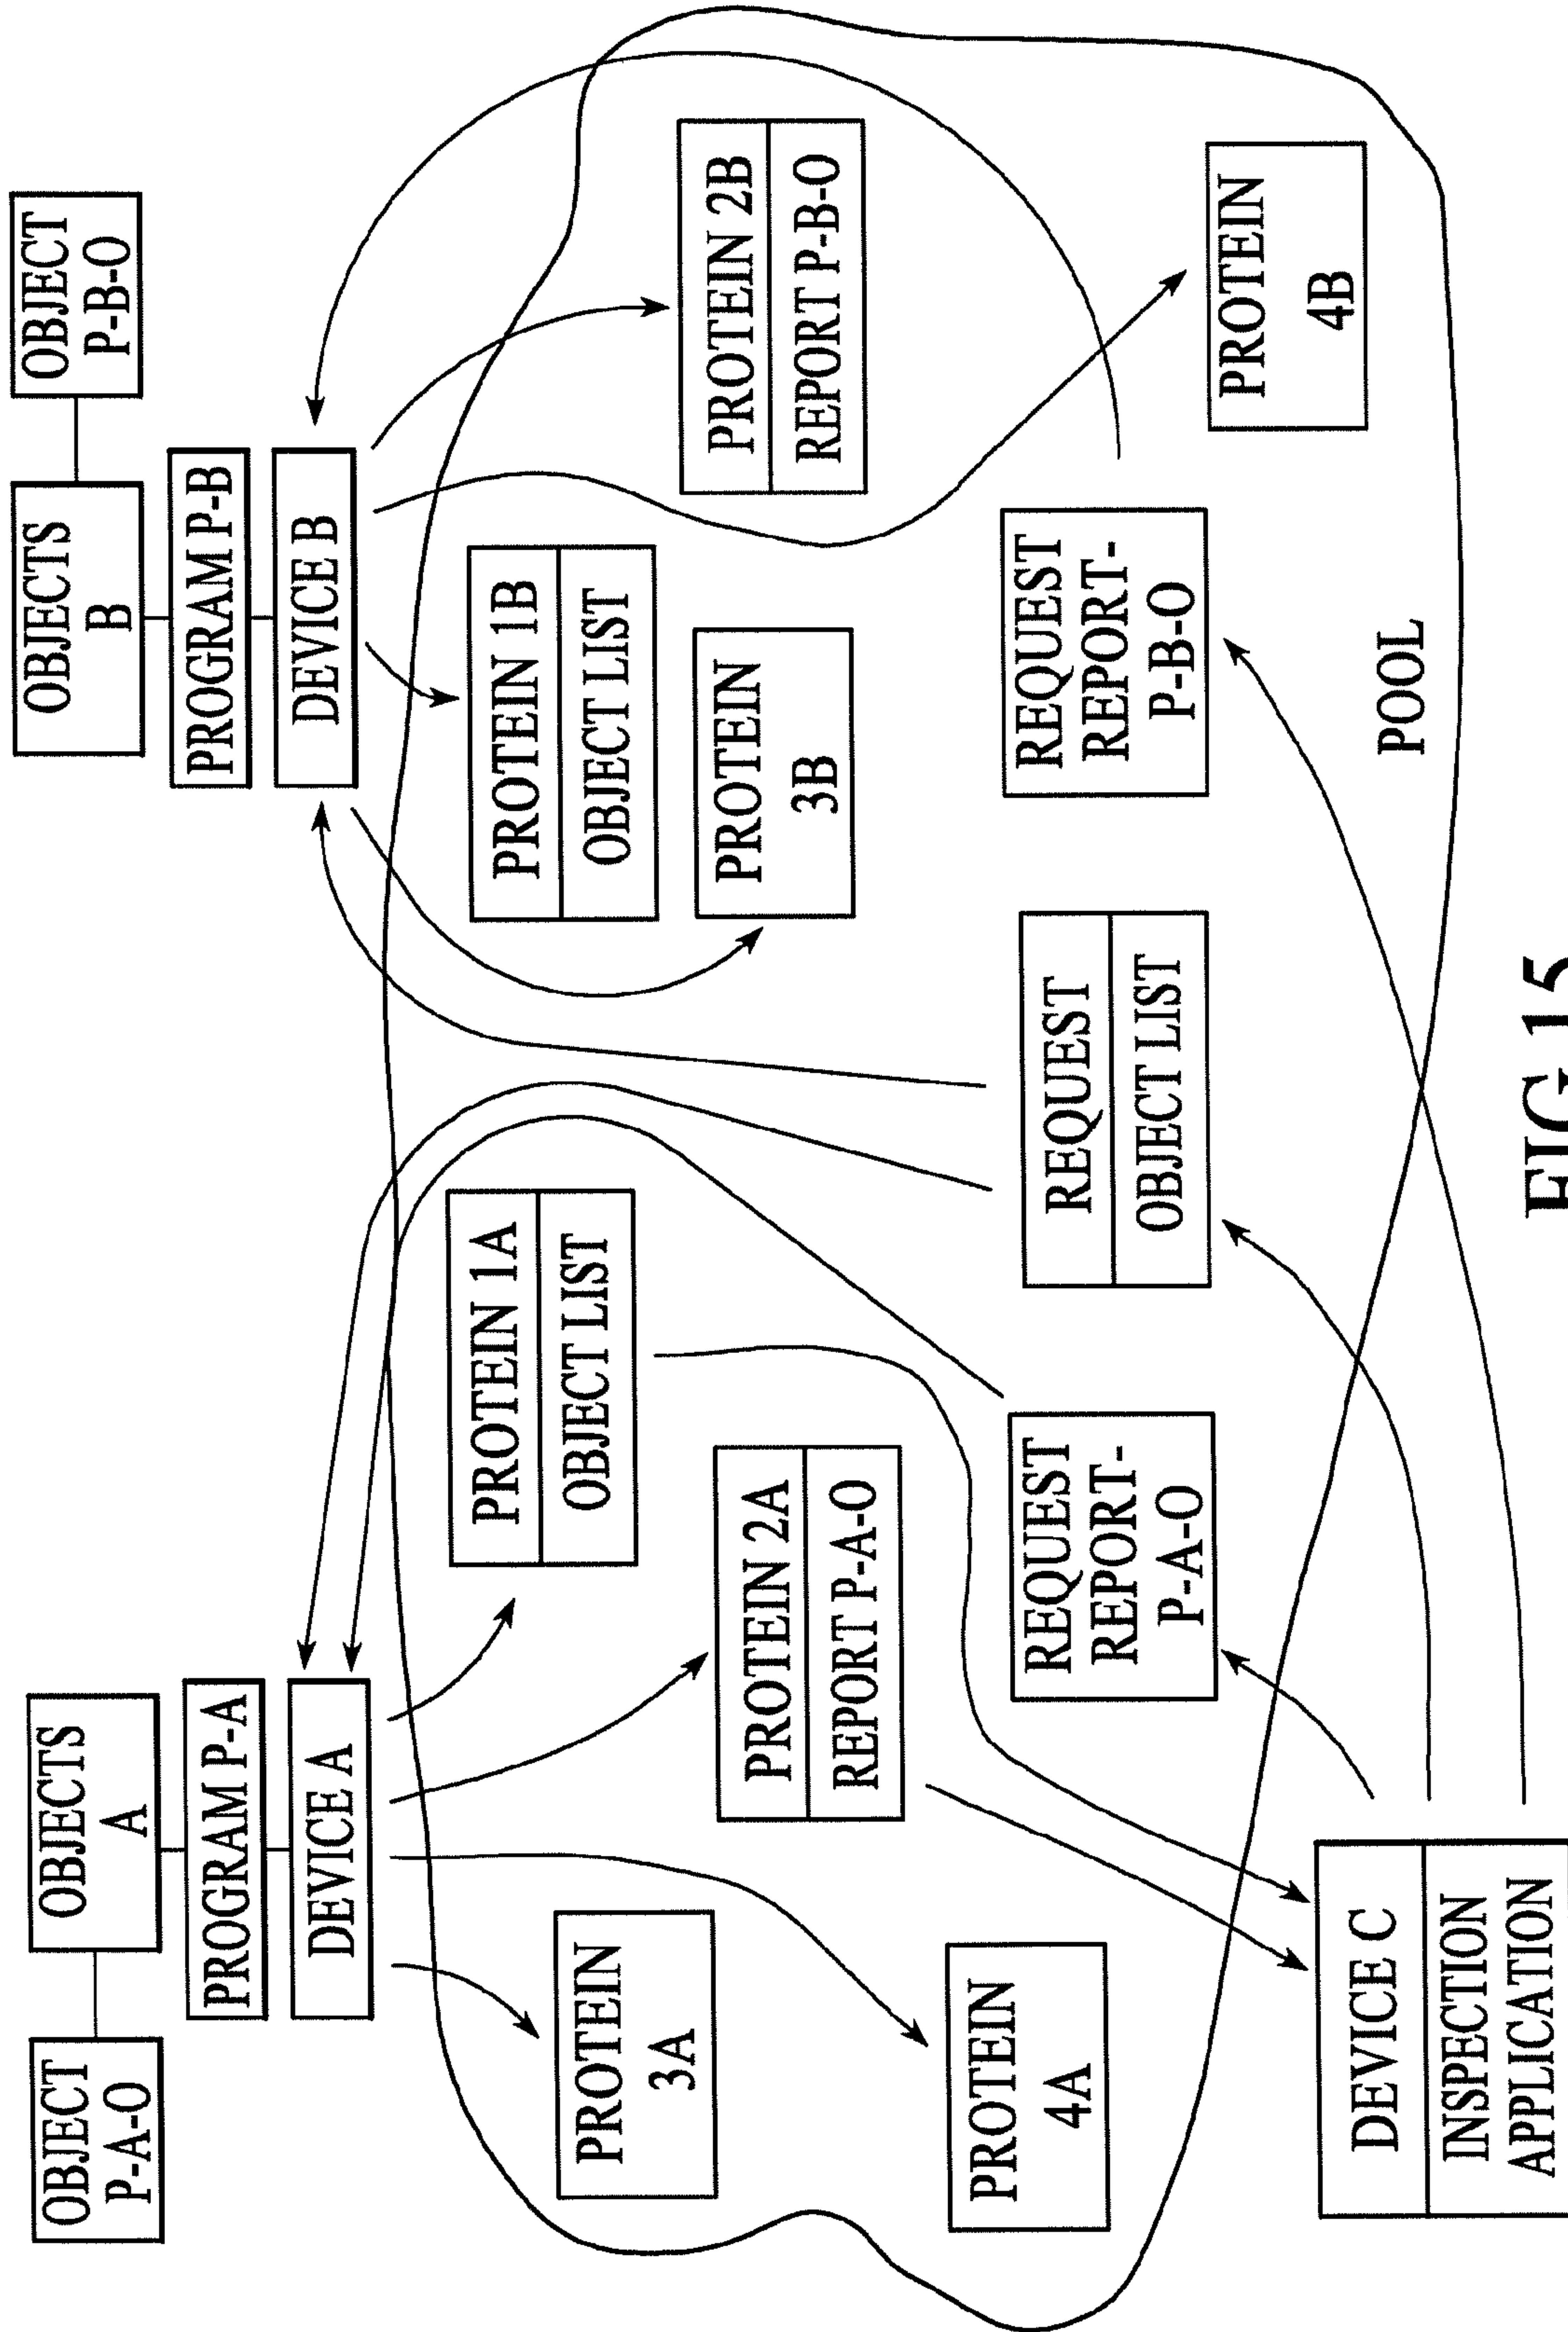 OBJECT
P-A-O
OBJECTS
A
PROGRAM P-A
DEVICE A
OBJECTS
B
OBJECT
P-B-O
PROGRAM P-B
DEVICE B
PROTEIN
3A
PROTEIN
4A
PROTEIN 2A
REPORT P-A-O
PROTEIN 1A
OBJECT LIST
PROTEIN 1B
OBJECT LIST
PROTEIN
3B
PROTEIN 2B
REPORT P-B-O
PROTEIN
4B
REQUEST
REPORT-
P-A-O
REQUEST
OBJECT LIST
REQUEST
REPORT-
P-B-O
POOL
DEVICE C
INSPECTION
APPLICATION
FIG.15